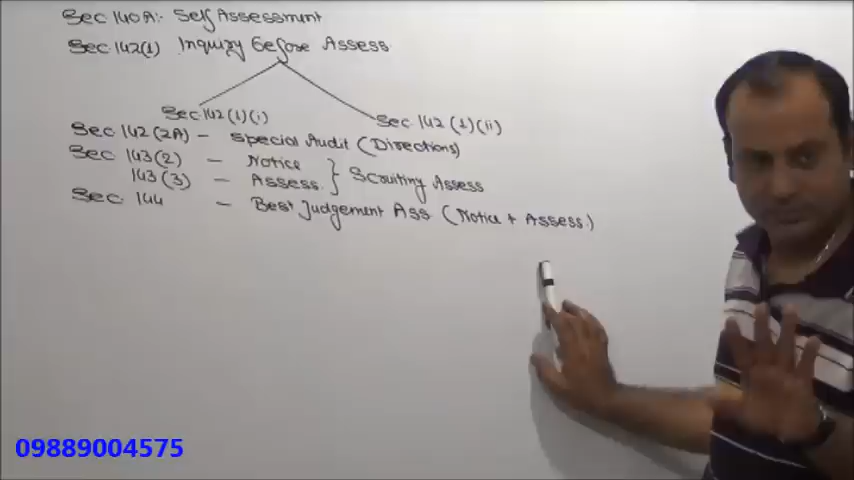 Sec 140A:- Self Assessment
Sec 142(1) Inquiry before Assess
Sec 142(1)(i) Sec 142(1)(ii)
Sec 142(2A) - Special Audit (Directions)
Sec 143(2) - Notice
143(3) - Assess. } Scruiting Assess
Sec. 144 - Best Judgement Ass (Notice + Assess.)
09889004575